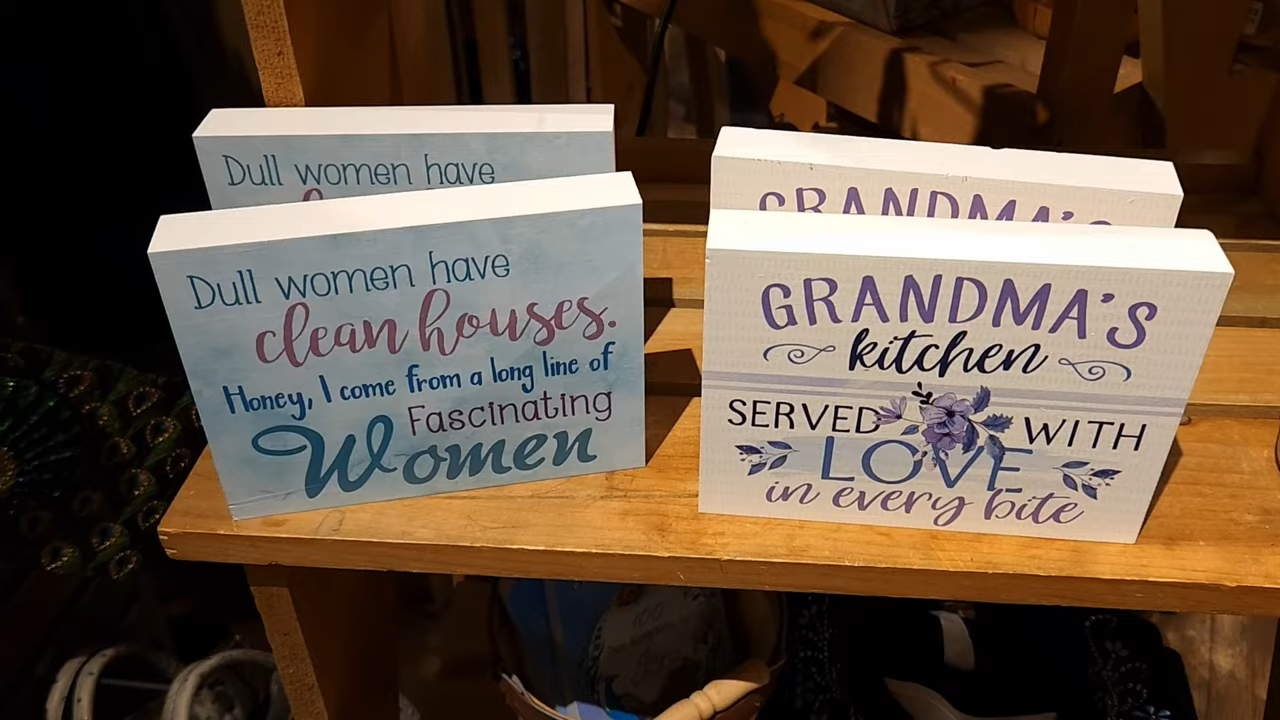 Dull women have
Dull women have
clean houses.
Honey, I come from a long line of
Fascinating
Women
GRANDMA'S
GRANDMA'S
kitchen
SERVED WITH
LOVE
in every bite